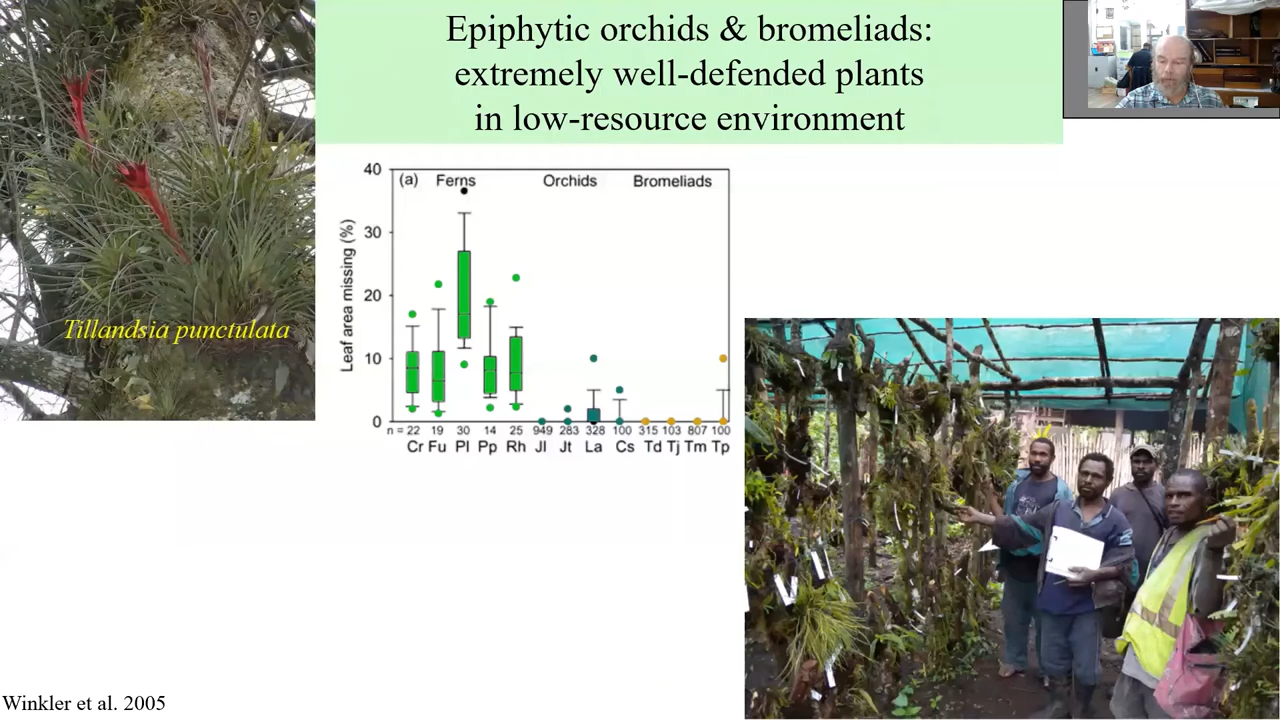 Epiphytic orchids & bromeliads:
extremely well-defended plants
in low-resource environment
Tillandsia punctulata
(a) Ferns Orchids Bromeliads
Leaf area missing (%)
40
30
20
10
0
n = 22 19 30 14 25 949 283 328 100 315 103 807 100
Cr Fu Pl Pp Rh Jl Jt La Cs Td Tj Tm Tp
Winkler et al. 2005